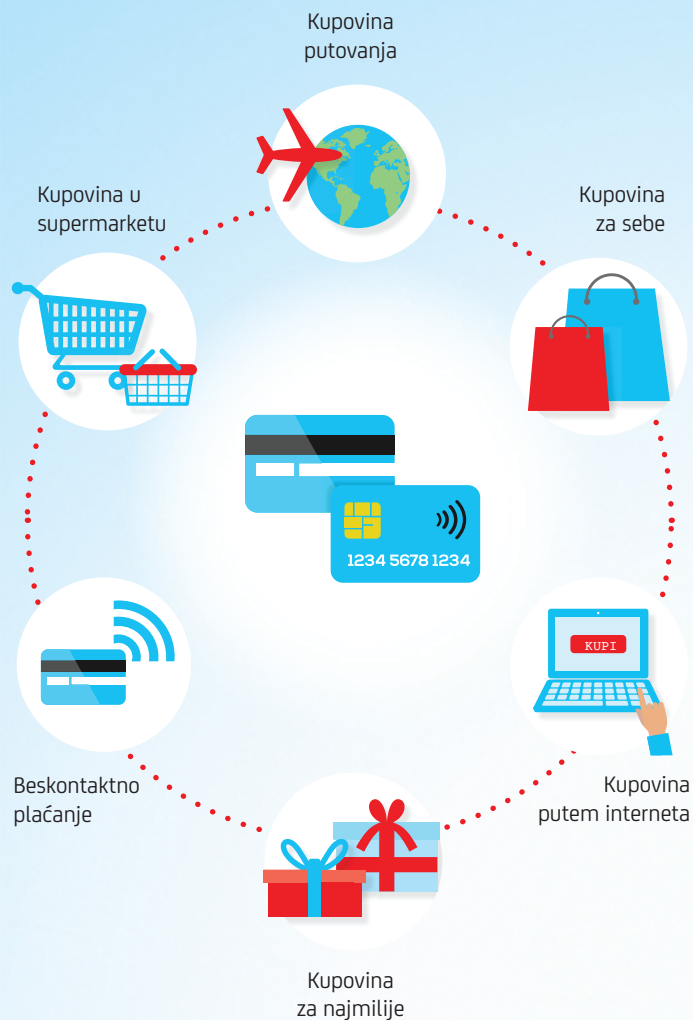 Kupovina
putovanja
Kupovina u
supermarketu
Kupovina
za sebe
1234 5678 1234
KUPI
Beskontaktno
plaćanje
Kupovina
putem interneta
Kupovina
za najmilije